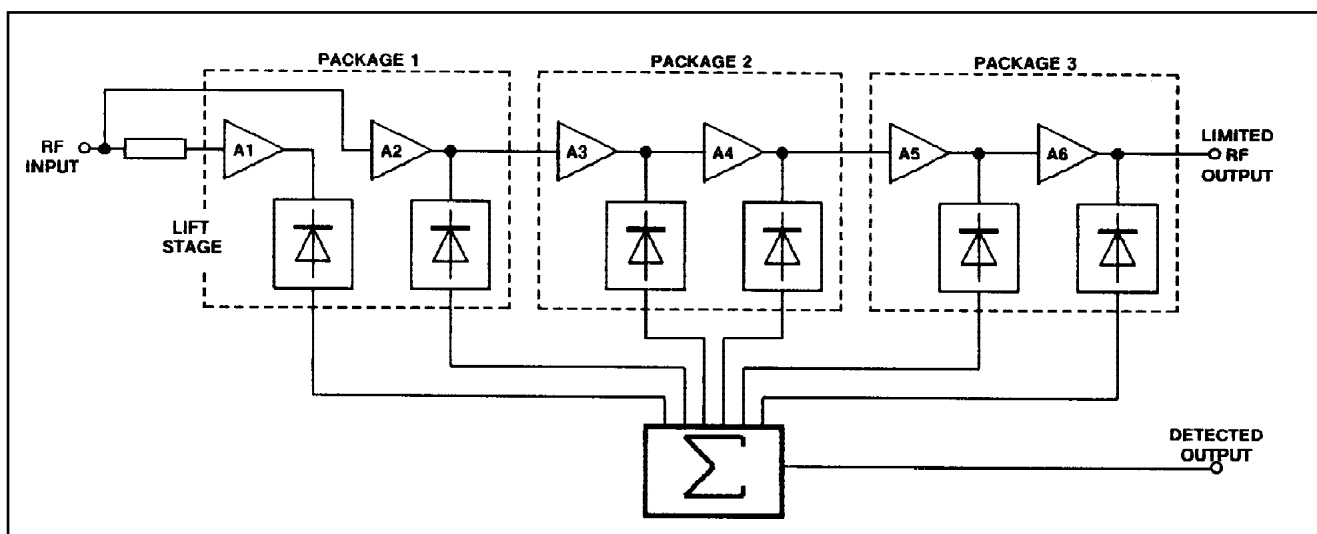 PACKAGE 1
PACKAGE 2
PACKAGE 3
RF
INPUT
A1
A2
A3
A4
A5
A6
LIMITED
RF
OUTPUT
LIFT
STAGE
Σ
DETECTED
OUTPUT